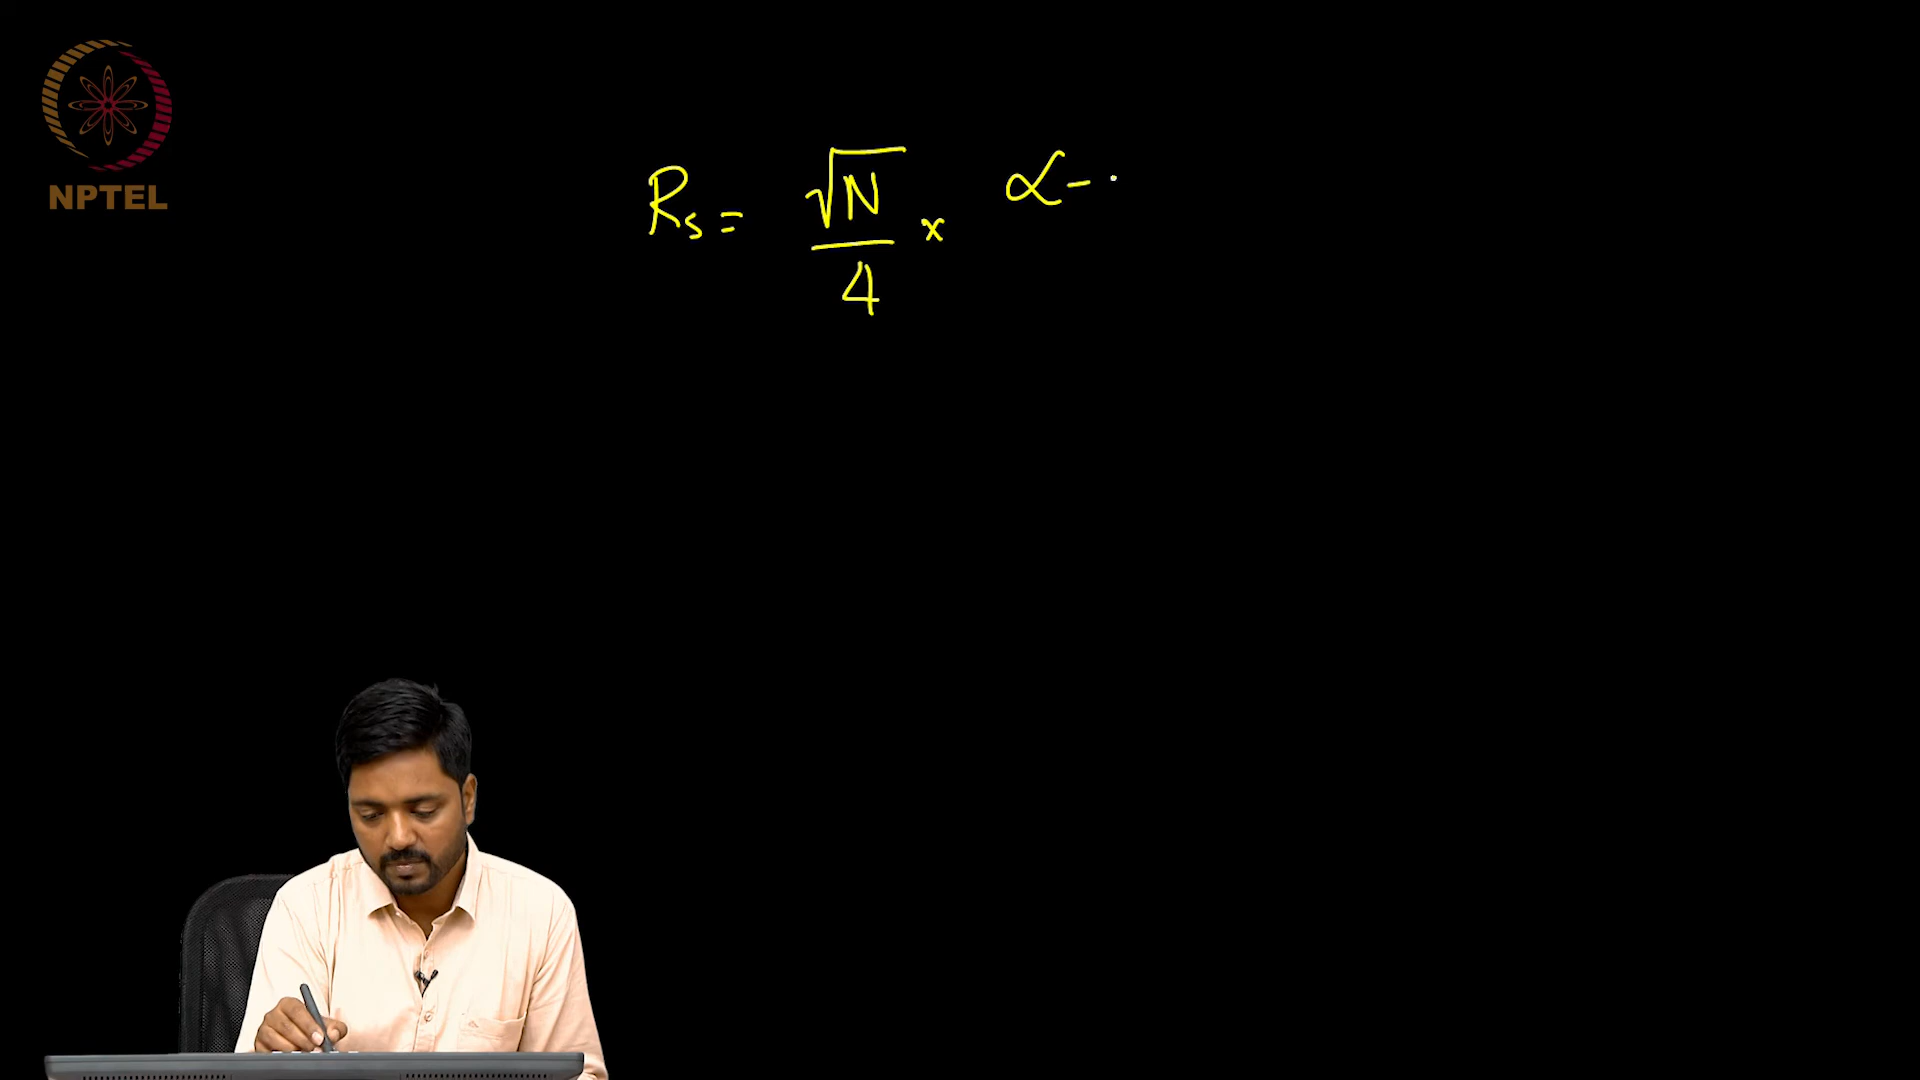 NPTEL
Rs = √N/4 x α-